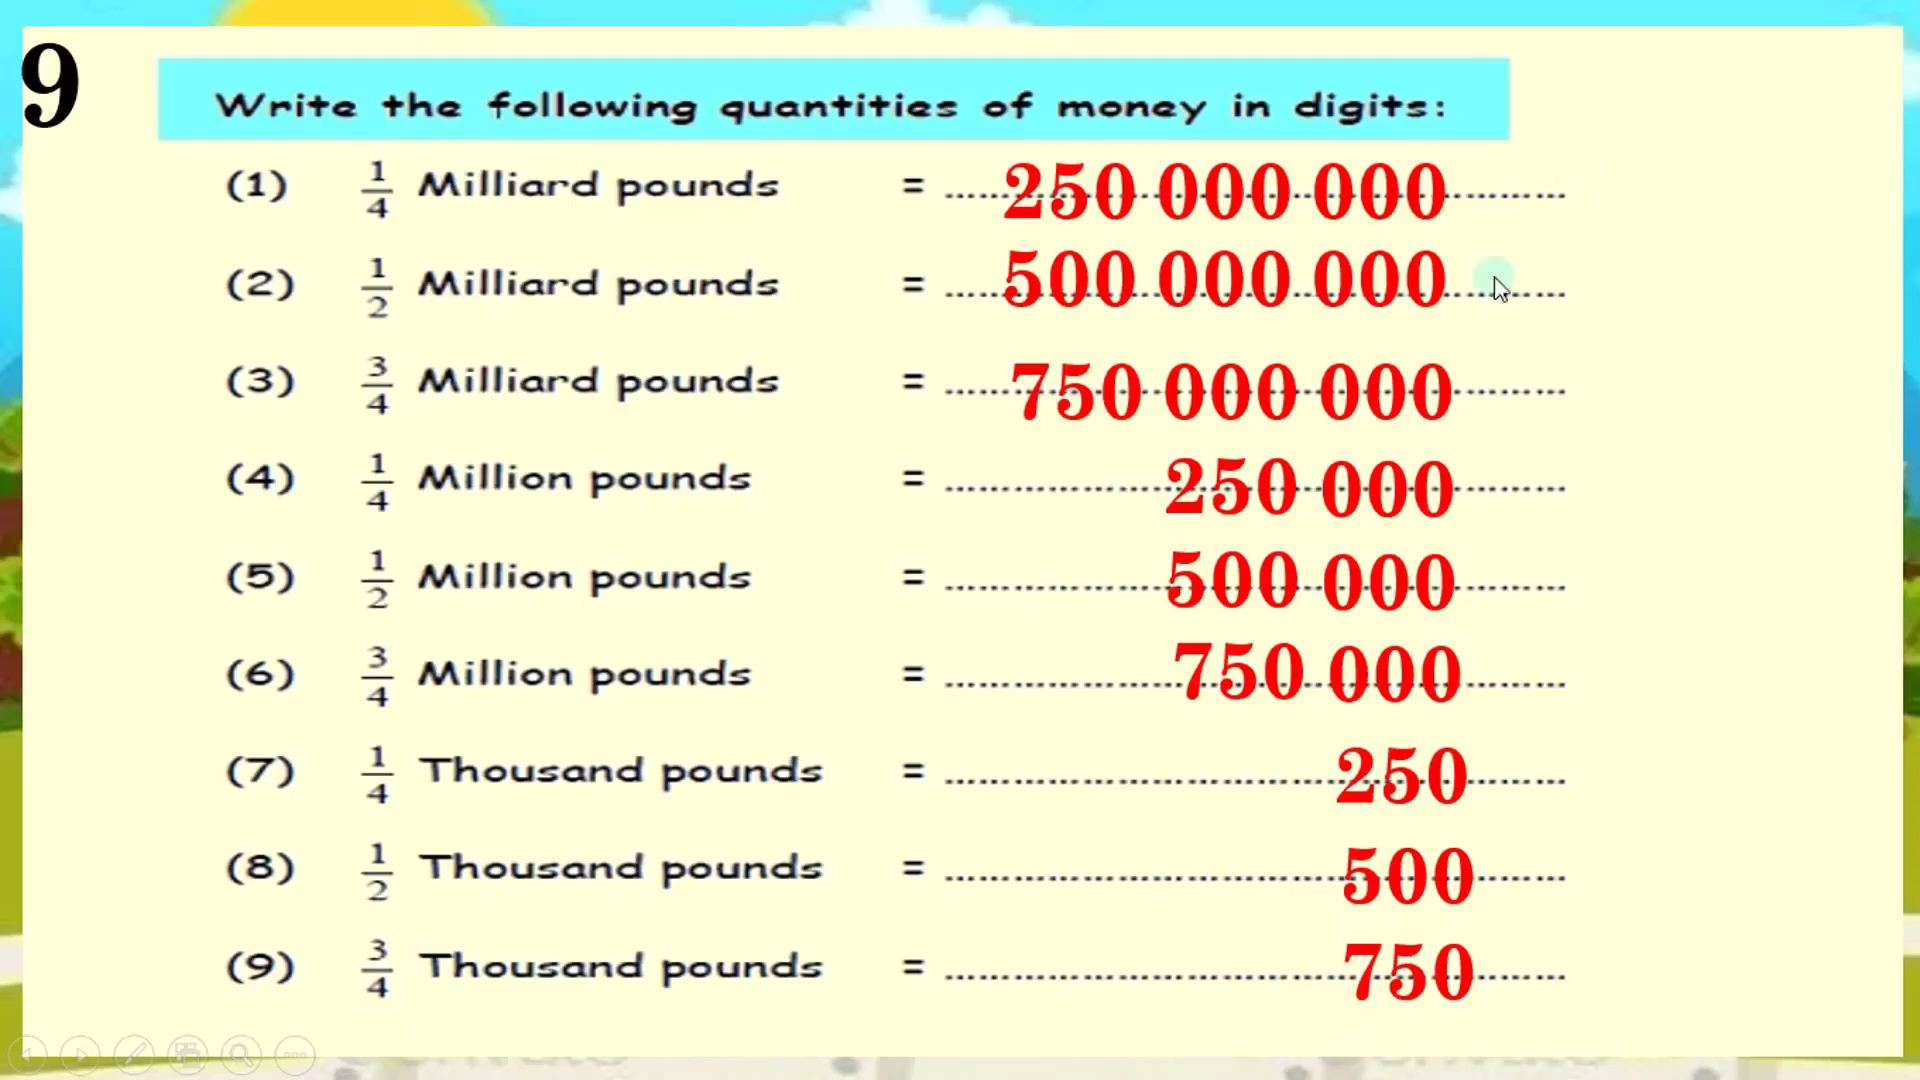 9
Write the following quantities of money in digits:
(1) 1/4 Milliard pounds = 250 000 000
(2) 1/2 Milliard pounds = 500 000 000
(3) 3/4 Milliard pounds = 750 000 000
(4) 1/4 Million pounds = 250 000
(5) 1/2 Million pounds = 500 000
(6) 3/4 Million pounds = 750 000
(7) 1/4 Thousand pounds = 250
(8) 1/2 Thousand pounds = 500
(9) 3/4 Thousand pounds = 750